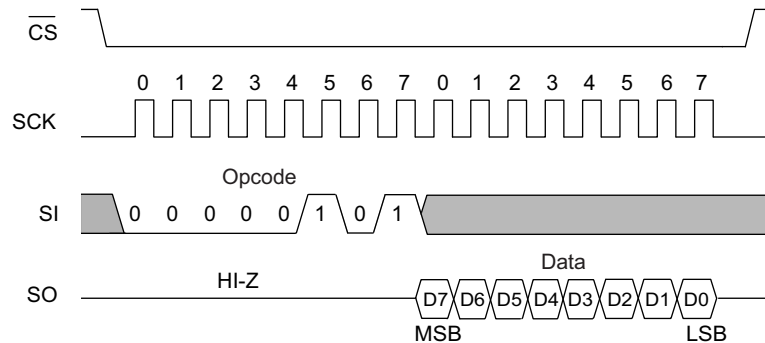 CS
0 1 2 3 4 5 6 7 0 1 2 3 4 5 6 7
SCK
Opcode
SI 0 0 0 0 0 1 0 1
Data
HI-Z
SO D7 D6 D5 D4 D3 D2 D1 D0
MSB LSB